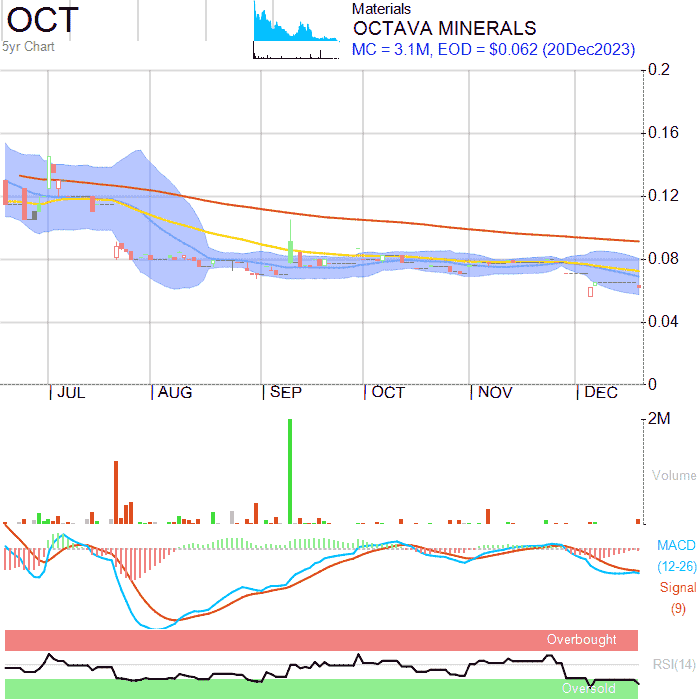 OCT
5yr Chart
Materials
OCTAVA MINERALS
MC = 3.1M, EOD = $0.062 (20Dec2023)
0.2
0.16
0.12
0.08
0.04
0
JUL AUG SEP OCT NOV DEC
2M
Volume
MACD
(12-26)
Signal
(9)
Overbought
RSI(14)
Oversold